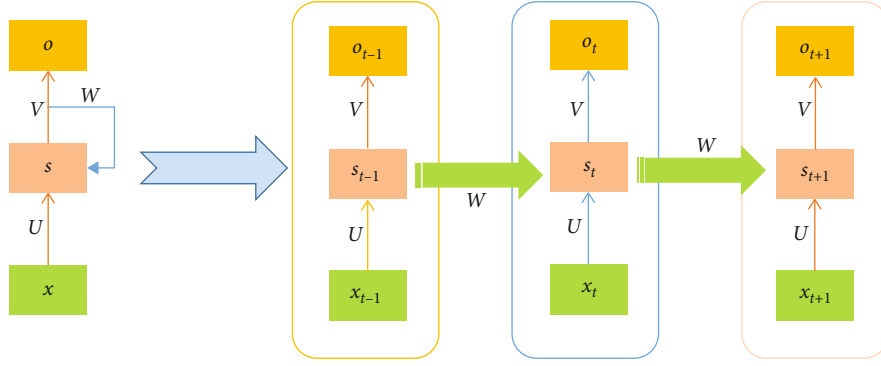 o
V
W
s
U
x
o_{t–1}
V
s_{t–1}
U
x_{t–1}
W
o_t
V
s_t
U
x_t
W
o_{t+1}
V
s_{t+1}
U
x_{t+1}